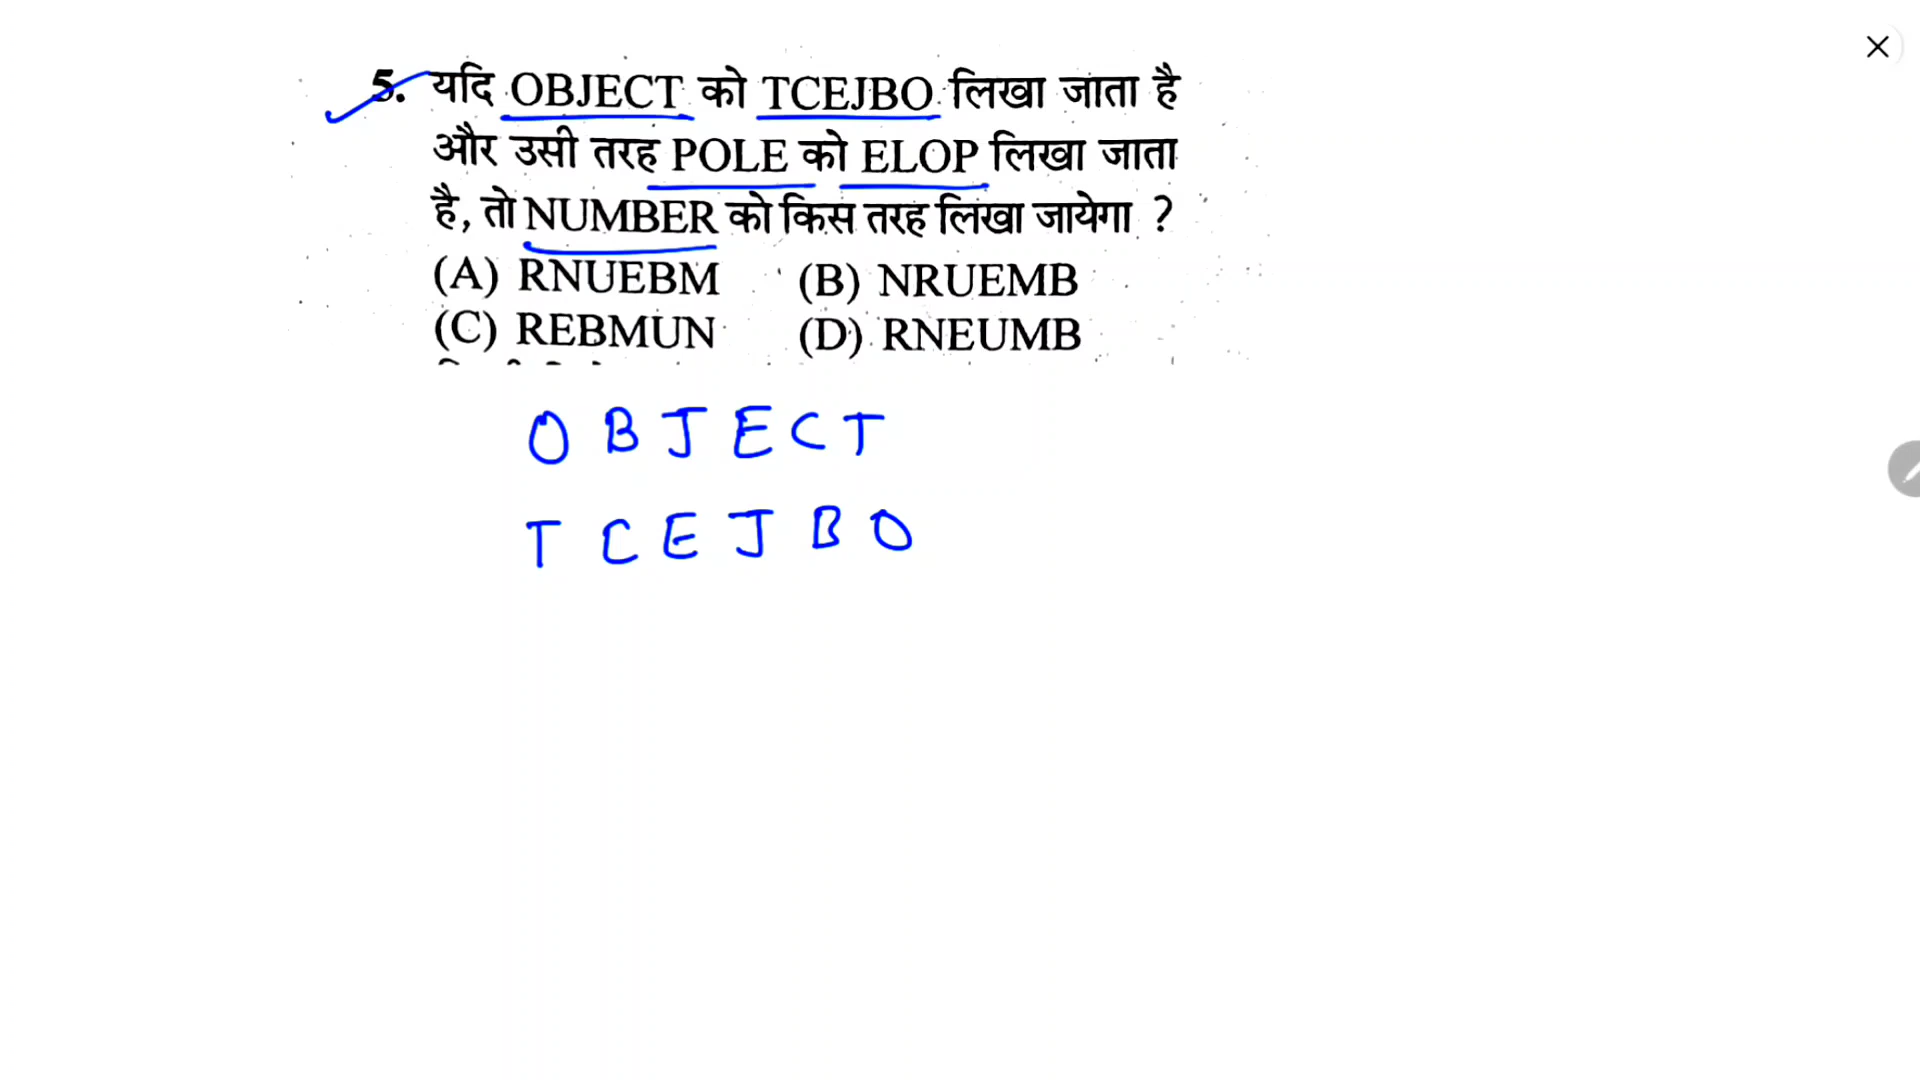 5. यदि OBJECT को TCEJBO लिखा जाता है
और उसी तरह POLE को ELOP लिखा जाता
है, तो NUMBER को किस तरह लिखा जायेगा ?
(A) RNUEBM (B) NRUEMB
(C) REBMUN (D) RNEUMB
O B J E C T
T C E J B O